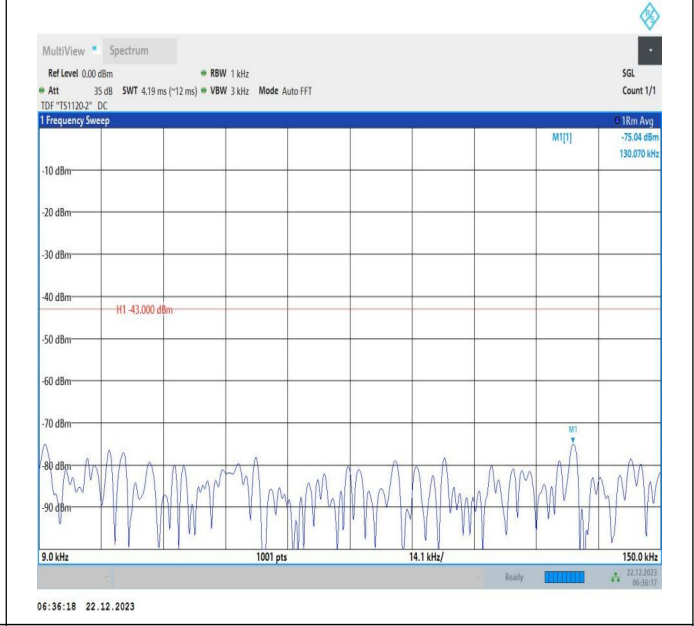 R S
MultiView Spectrum
Ref Level 0.00 dBm RBW 1 kHz SGL
Att 35 dB SWT 4.19 ms (~12 ms) VBW 3 kHz Mode Auto FFT Count 1/1
TDF "TS1120-2" DC
1 Frequency Sweep 1Rm Avg
M1[1] -75.04 dBm
130.070 kHz
-10 dBm
-20 dBm
-30 dBm
-40 dBm
H1 -43.000 dBm
-50 dBm
-60 dBm
-70 dBm
M1
-80 dBm
-90 dBm
9.0 kHz 1001 pts 14.1 kHz/ 150.0 kHz
Ready 22.12.2023
06:36:17
06:36:18 22.12.2023